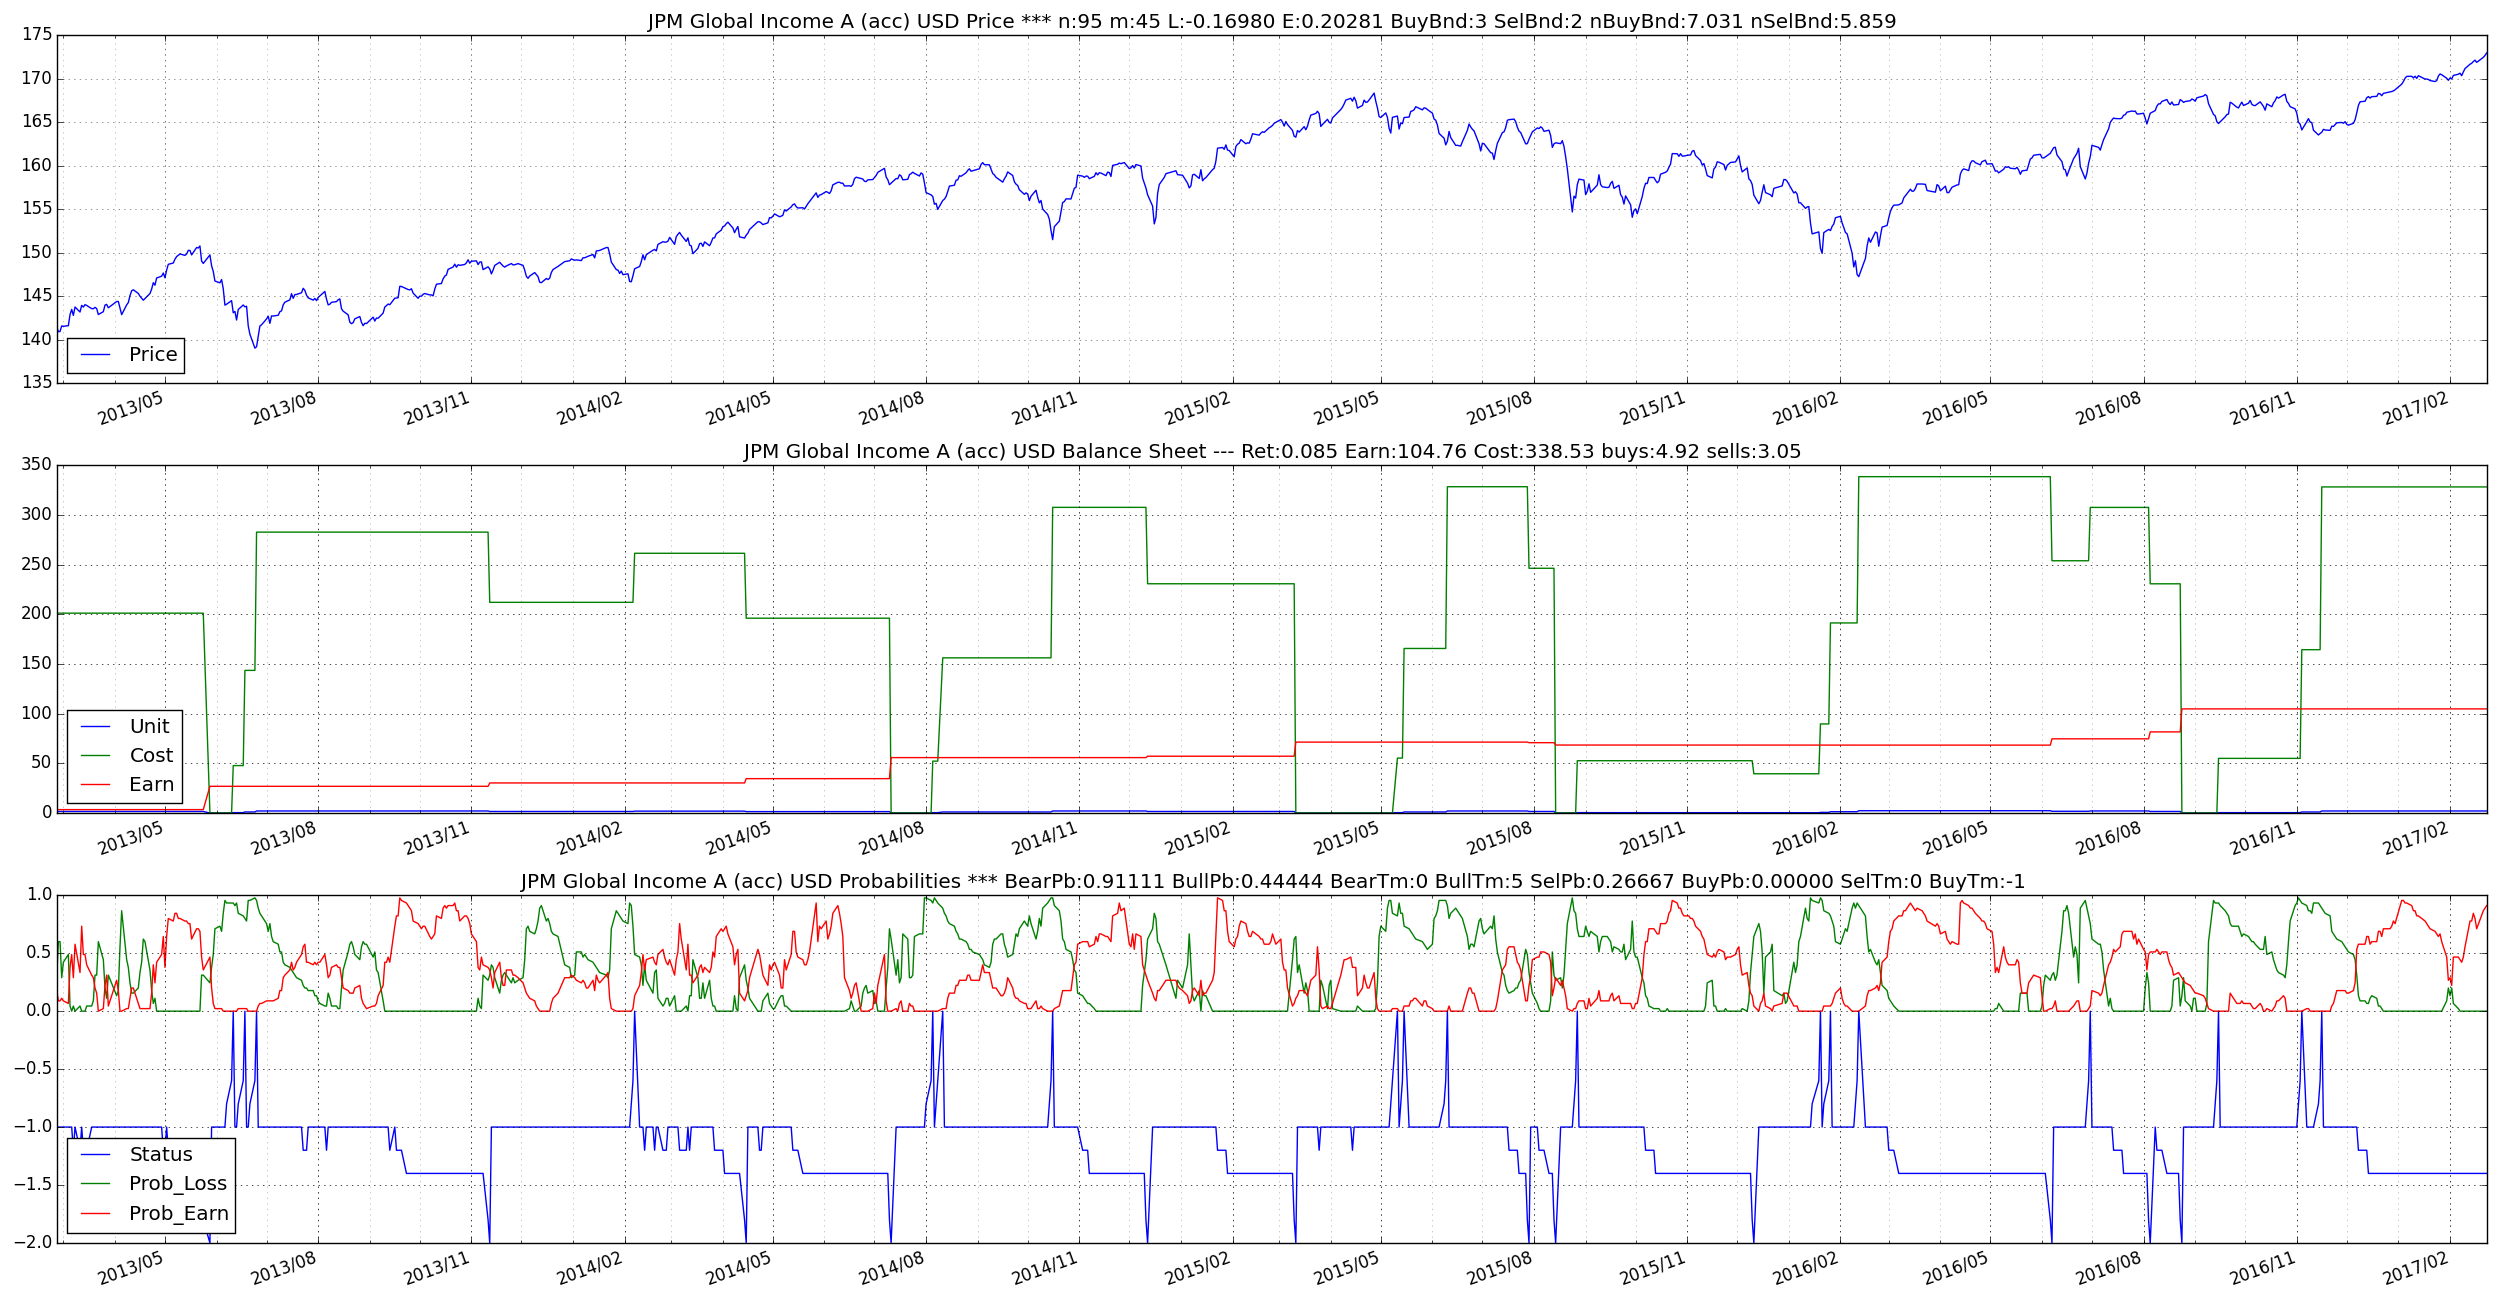 JPM Global Income A (acc) USD Price *** n:95 m:45 L:-0.16980 E:0.20281 BuyBnd:3 SelBnd:2 nBuyBnd:7.031 nSelBnd:5.859
175
170
165
160
155
150
145
140
135
Price
2013/05 2013/08 2013/11 2014/02 2014/05 2014/08 2014/11 2015/02 2015/05 2015/08 2015/11 2016/02 2016/05 2016/08 2016/11 2017/02
JPM Global Income A (acc) USD Balance Sheet --- Ret:0.085 Earn:104.76 Cost:338.53 buys:4.92 sells:3.05
350
300
250
200
150
100
50
0
Unit
Cost
Earn
2013/05 2013/08 2013/11 2014/02 2014/05 2014/08 2014/11 2015/02 2015/05 2015/08 2015/11 2016/02 2016/05 2016/08 2016/11 2017/02
JPM Global Income A (acc) USD Probabilities *** BearPb:0.91111 BullPb:0.44444 BearTm:0 BullTm:5 SelPb:0.26667 BuyPb:0.00000 SelTm:0 BuyTm:-1
1.0
0.5
0.0
−0.5
−1.0
−1.5
−2.0
Status
Prob_Loss
Prob_Earn
2013/05 2013/08 2013/11 2014/02 2014/05 2014/08 2014/11 2015/02 2015/05 2015/08 2015/11 2016/02 2016/05 2016/08 2016/11 2017/02